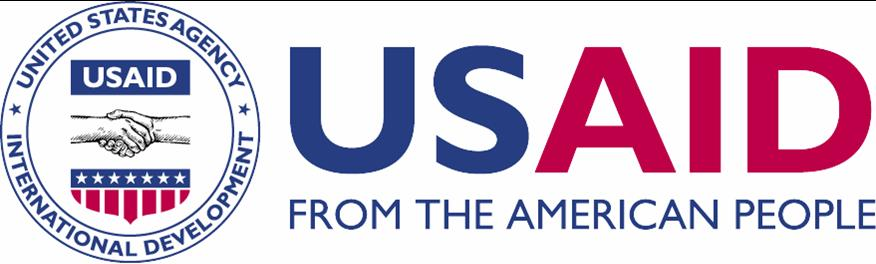 UNITED STATES AGENCY
USAID
INTERNATIONAL DEVELOPMENT
USAID
FROM THE AMERICAN PEOPLE